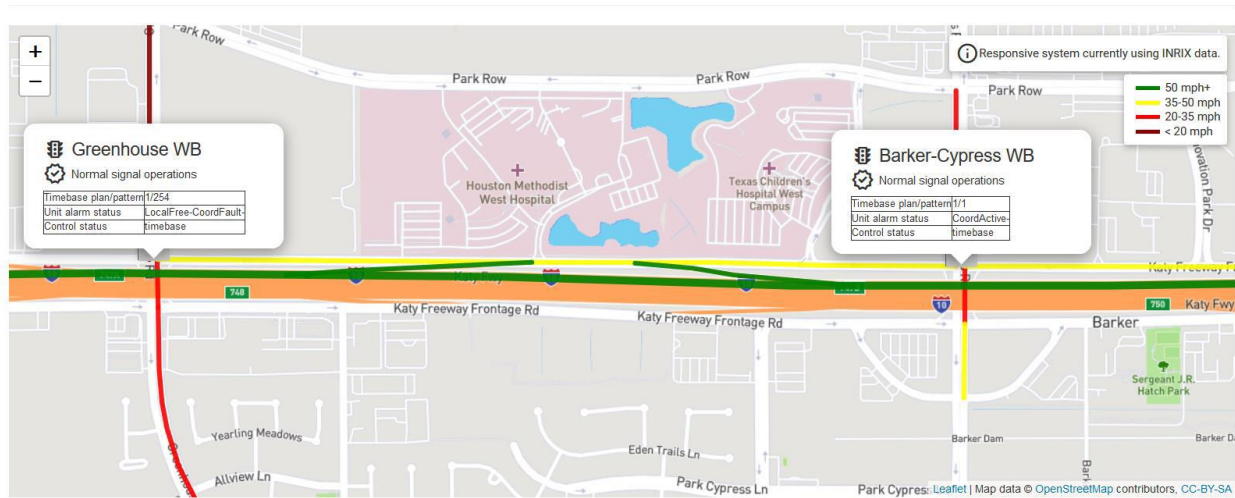 +
−
Park Row
Park Row
Park Row
Park Row
Park Row
Responsive system currently using INRIX data.
50 mph+
35-50 mph
20-35 mph
< 20 mph
Greenhouse WB
Normal signal operations
Timebase plan/pattern 1/254
Unit alarm status LocalFree-CoordFault-
Control status timebase
Houston Methodist
West Hospital
Texas Children's
Hospital West
Campus
Barker-Cypress WB
Normal signal operations
Timebase plan/pattern 1/1
Unit alarm status CoordActive-
Control status timebase
Katy Fwy
748
10
750
Katy Fwy
Katy Freeway Frontage Rd
Katy Freeway Frontage Rd
Barker
Sergeant J.R.
Hatch Park
Yearling Meadows
Allview Ln
Eden Trails Ln
Park Cypress Ln
Barker Dam
Leaflet | Map data © OpenStreetMap contributors, CC-BY-SA